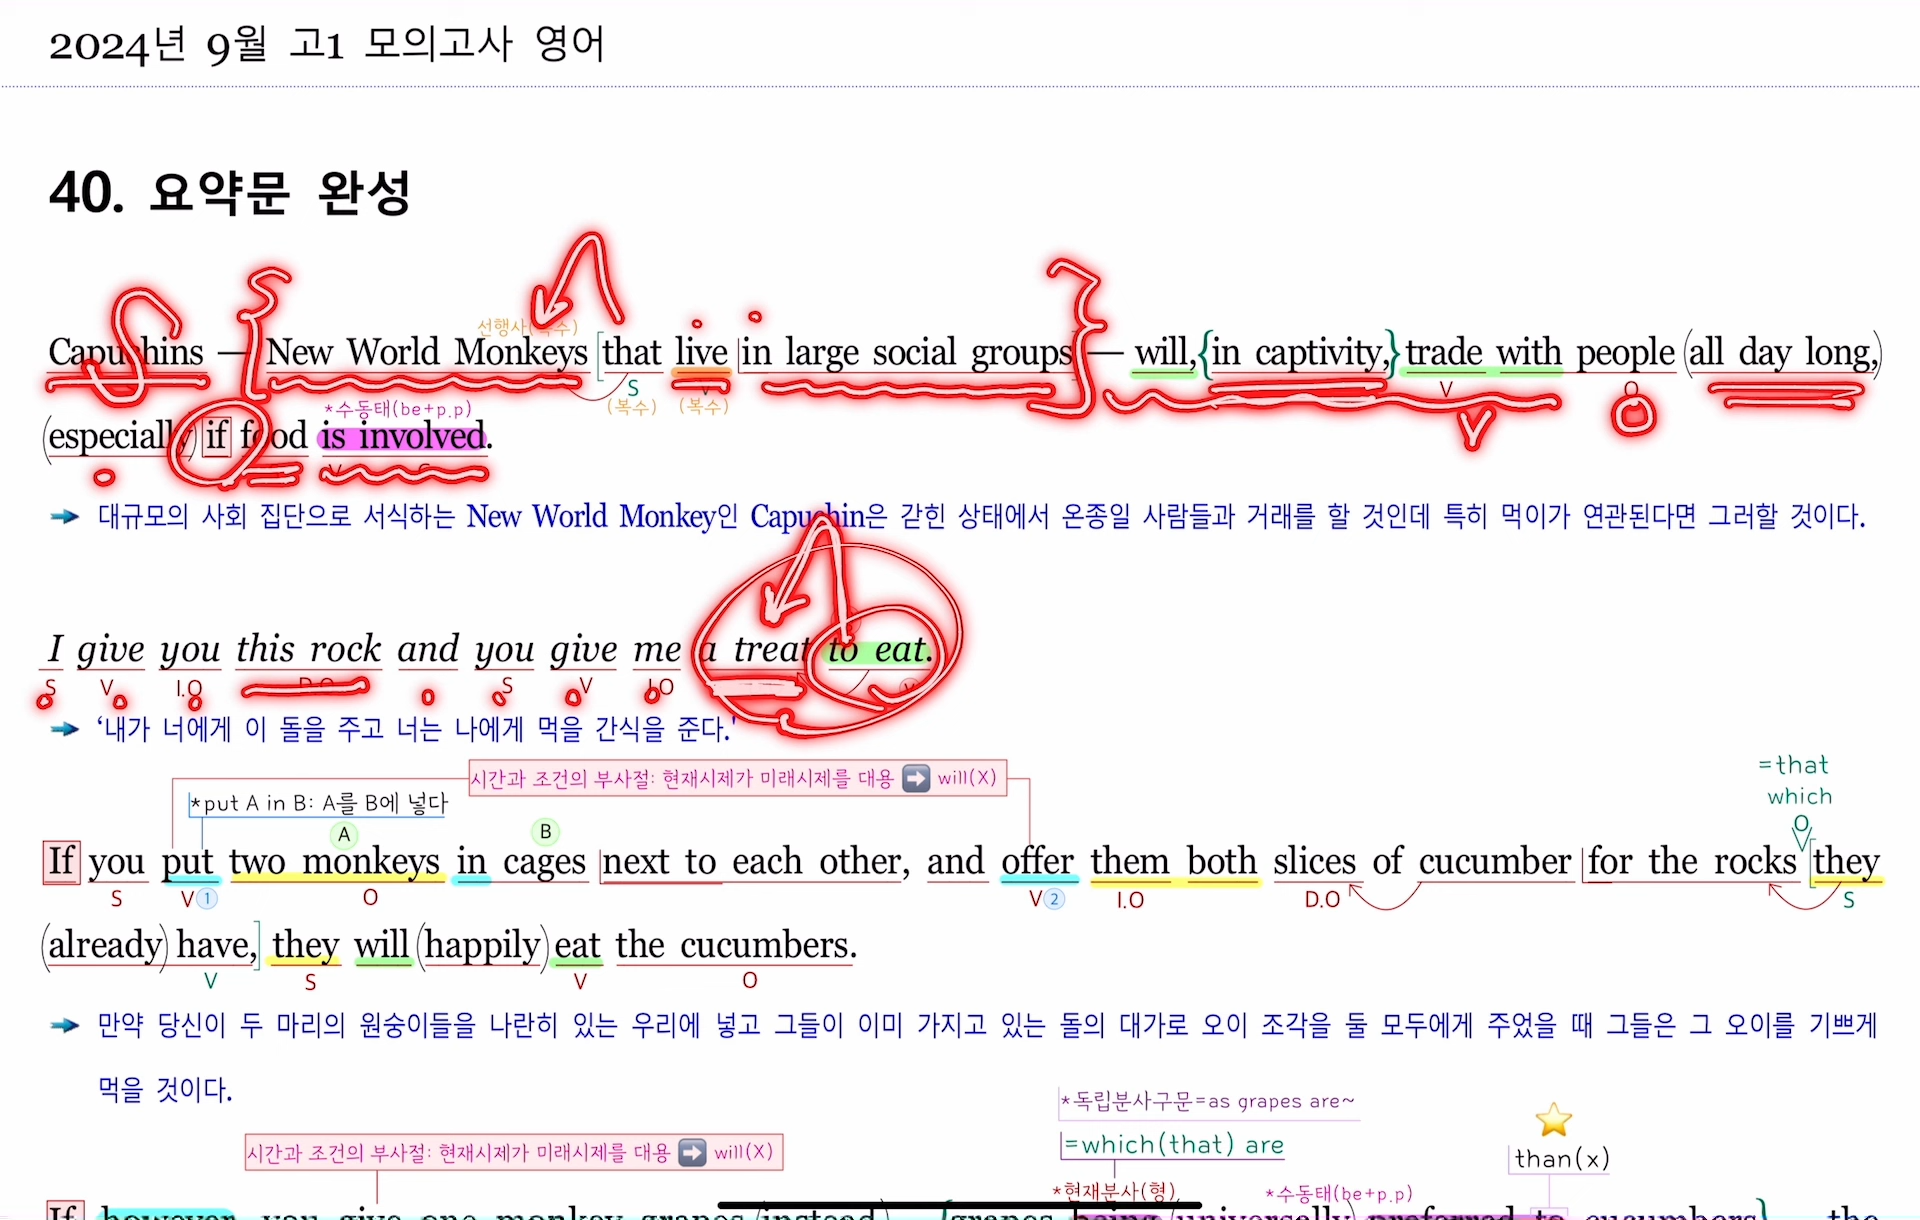 2024년 9월 고1 모의고사 영어
40. 요약문 완성
선행사(복수)
Capuchins — New World Monkeys that live in large social groups — will, in captivity, trade with people (all day long,)
S V V O
(복수) (복수)
*수동태(be+p.p)
(especially) if food is involved.
대규모의 사회 집단으로 서식하는 New World Monkey인 Capuchin은 갇힌 상태에서 온종일 사람들과 거래를 할 것인데 특히 먹이가 연관된다면 그러할 것이다.
I give you this rock and you give me a treat to eat.
S V I.O D.O S V I.O
‘내가 너에게 이 돌을 주고 너는 나에게 먹을 간식을 준다.'
시간과 조건의 부사절: 현재시제가 미래시제를 대용 ➡ will(X)
=that
which
O
*put A in B: A를 B에 넣다
A B
If you put two monkeys in cages next to each other, and offer them both slices of cucumber for the rocks [they
S V① O V② I.O D.O S
(already) have,] they will (happily) eat the cucumbers.
V S V O
만약 당신이 두 마리의 원숭이들을 나란히 있는 우리에 넣고 그들이 이미 가지고 있는 돌의 대가로 오이 조각을 둘 모두에게 주었을 때 그들은 그 오이를 기쁘게
먹을 것이다.
*독립분사구문=as grapes are~
시간과 조건의 부사절: 현재시제가 미래시제를 대용 ➡ will(X)
=which(that) are
than(x)
*현재분사(형) *수동태(be+p.p)
If however, you give one monkey grapes (instead) {grapes being (universally) preferred to cucumbers} the